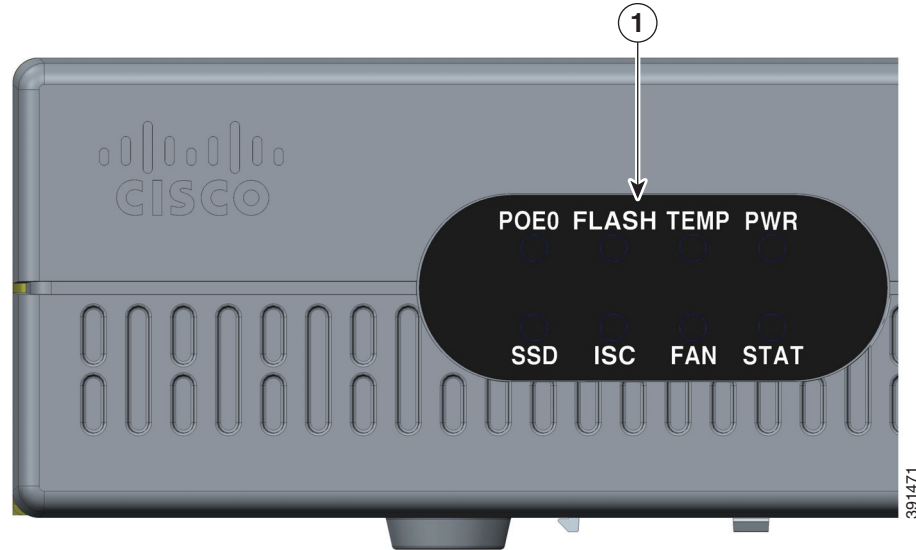 1
CISCO
POE0 FLASH TEMP PWR
SSD ISC FAN STAT
391471